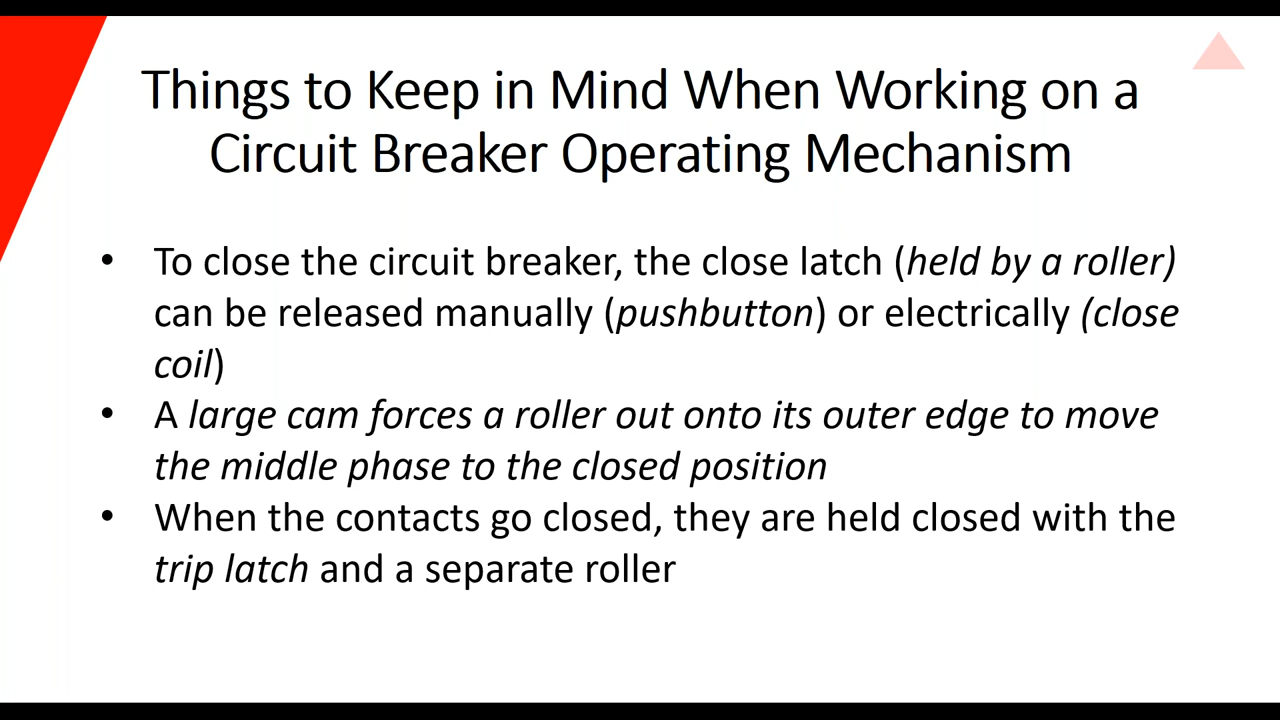 Things to Keep in Mind When Working on a
Circuit Breaker Operating Mechanism
• To close the circuit breaker, the close latch (held by a roller)
can be released manually (pushbutton) or electrically (close
coil)
• A large cam forces a roller out onto its outer edge to move
the middle phase to the closed position
• When the contacts go closed, they are held closed with the
trip latch and a separate roller